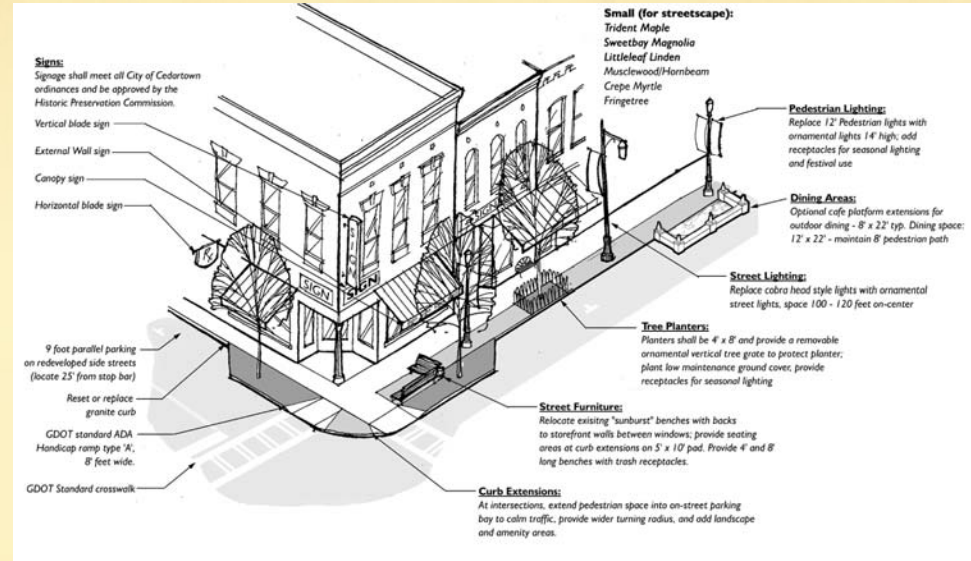 Signs:
Signage shall meet all City of Cedartown
ordinances and be approved by the
Historic Preservation Commission.
Vertical blade sign
External Wall sign
Canopy sign
Horizontal blade sign
9 foot parallel parking
on redeveloped side streets
(locate 25' from stop bar)
Reset or replace
granite curb
GDOT standard ADA
Handicap ramp type 'A',
8' feet wide.
GDOT Standard crosswalk
SIGN
SIGN
SIGN
SIGN
Small (for streetscape):
Trident Maple
Sweetbay Magnolia
Littleleaf Linden
Musclewood/Hornbeam
Crepe Myrtle
Fringetree
Pedestrian Lighting:
Replace 12' Pedestrian lights with
ornamental lights 14' high; add
receptacles for seasonal lighting
and festival use
Dining Areas:
Optional cafe platform extensions for
outdoor dining - 8' x 22' typ. Dining space:
12' x 22' - maintain 8' pedestrian path
Street Lighting:
Replace cobra head style lights with ornamental
street lights, space 100 - 120 feet on-center
Tree Planters:
Planters shall be 4' x 8' and provide a removable
ornamental vertical tree grate to protect planter;
plant low maintenance ground cover, provide
receptacles for seasonal lighting
Street Furniture:
Relocate exisitng "sunburst" benches with backs
to storefront walls between windows; provide seating
areas at curb extensions on 5' x 10' pad. Provide 4' and 8'
long benches with trash receptacles.
Curb Extensions:
At intersections, extend pedestrian space into on-street parking
bay to calm traffic, provide wider turning radius, and add landscape
and amenity areas.